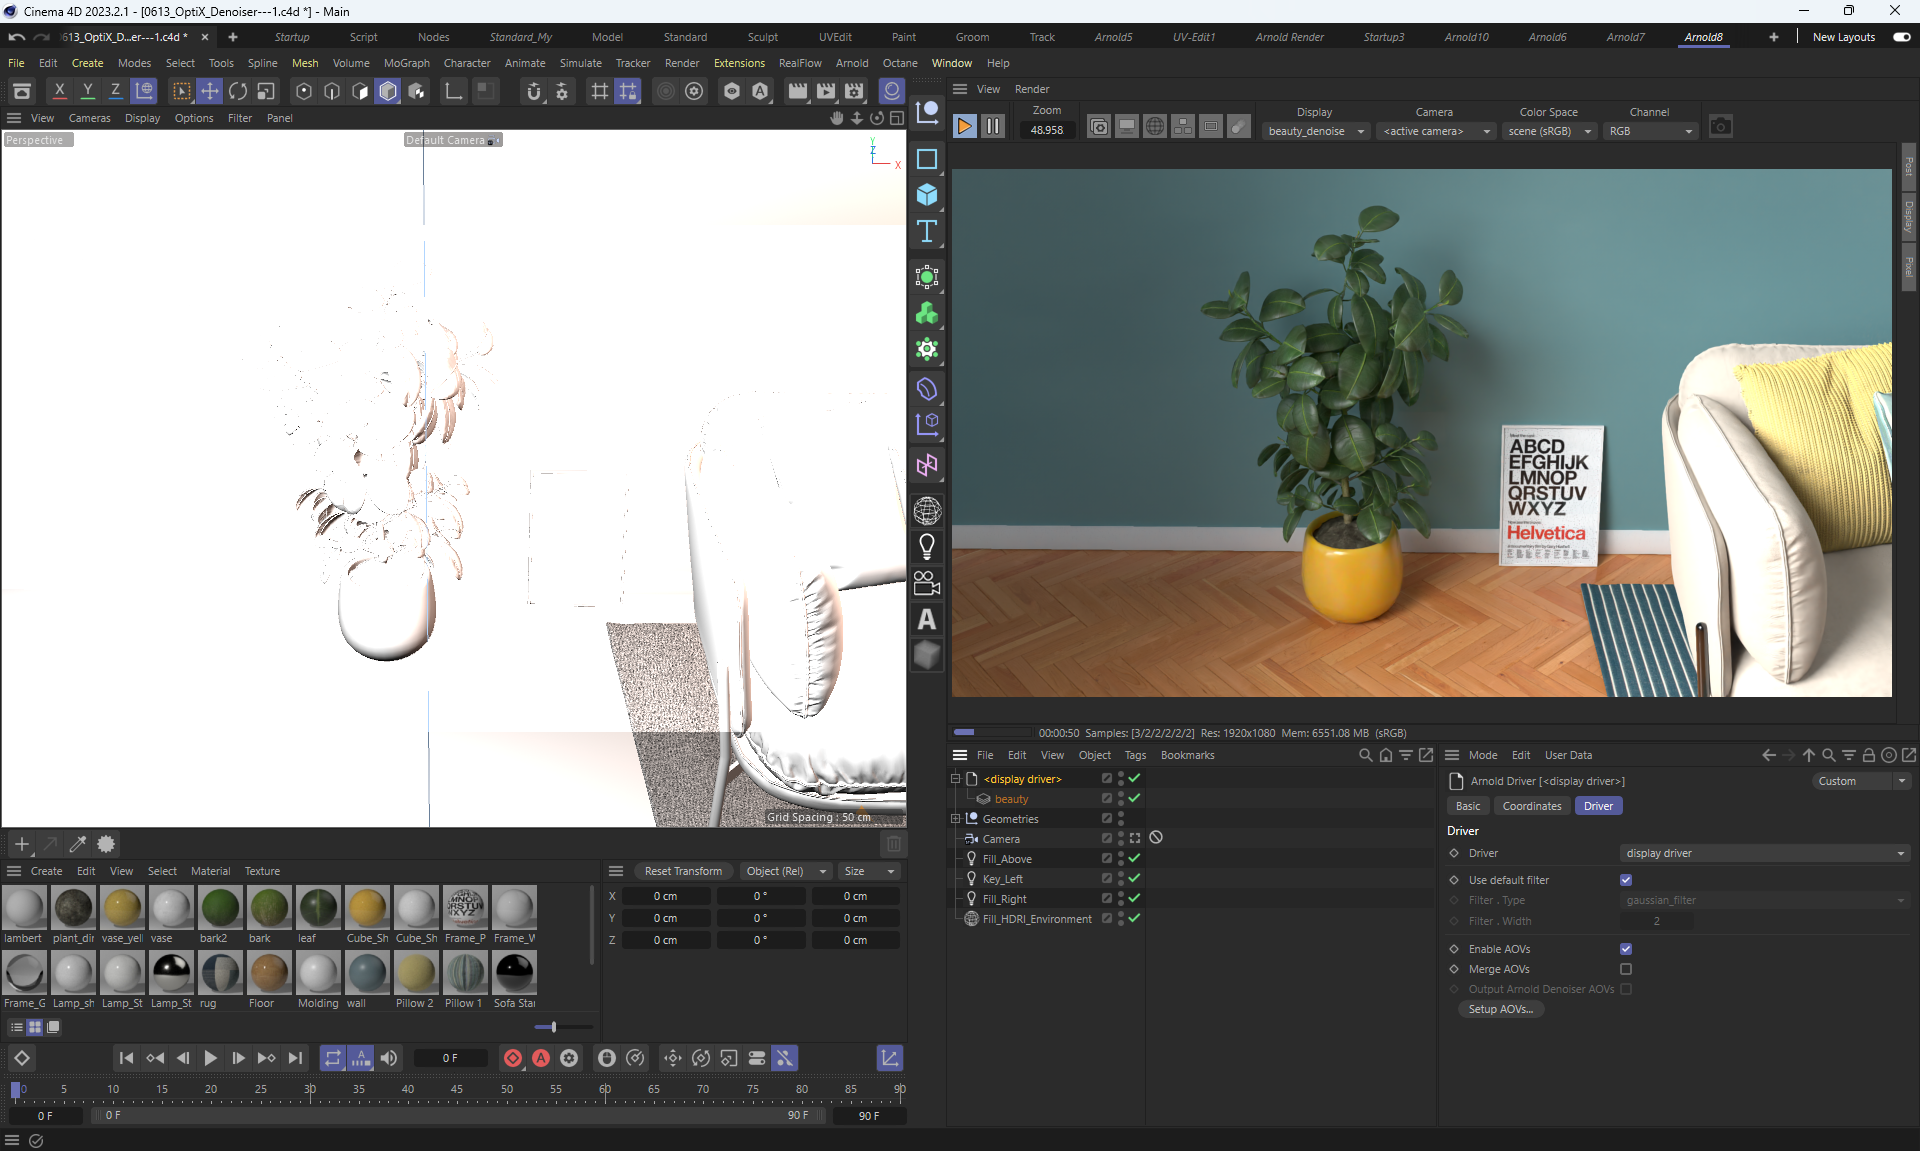 Cinema 4D 2023.2.1 - [0613_OptiX_Denoiser---1.c4d *] - Main
613_OptiX_D...er---1.c4d *
Startup Script Nodes Standard_My Model Standard Sculpt UVEdit Paint Groom Track Arnold5 UV-Edit1 Arnold Render Startup3 Arnold10 Arnold6 Arnold7 Arnold8 New Layouts
File Edit Create Modes Select Tools Spline Mesh Volume MoGraph Character Animate Simulate Tracker Render Extensions RealFlow Arnold Octane Window Help
X Y Z
View Render
View Cameras Display Options Filter Panel
Zoom Display Camera Color Space Channel
48.958 beauty_denoise <active camera> scene (sRGB) RGB
Perspective
Default Camera
Y
Z
X
Post
Display
Pixel
ABCD
EFGHIJK
LMNOP
QRSTUV
WXYZ
Helvetica
Grid Spacing : 50 cm
00:00:50 Samples: [3/2/2/2/2/2] Res: 1920x1080 Mem: 6551.08 MB (sRGB)
File Edit View Object Tags Bookmarks
<display driver>
beauty
Geometries
Camera
Fill_Above
Key_Left
Fill_Right
Fill_HDRI_Environment
Mode Edit User Data
Arnold Driver [<display driver>]
Custom
Basic Coordinates Driver
Driver
Driver display driver
Use default filter
Filter . Type gaussian_filter
Filter . Width 2
Enable AOVs
Merge AOVs
Output Arnold Denoiser AOVs
Setup AOVs...
Create Edit View Select Material Texture
lambert plant_dir vase_yell vase bark2 bark leaf Cube_Sh Cube_Sh Frame_P Frame_W
Frame_G Lamp_sh Lamp_St Lamp_St rug Floor Molding wall Pillow 2 Pillow 1 Sofa Star
Reset Transform Object (Rel) Size
X 0 cm 0 ° 0 cm
Y 0 cm 0 ° 0 cm
Z 0 cm 0 ° 0 cm
0 F
0 5 10 15 20 25 30 35 40 45 50 55 60 65 70 75 80 85 90
0 F 0 F 90 F 90 F